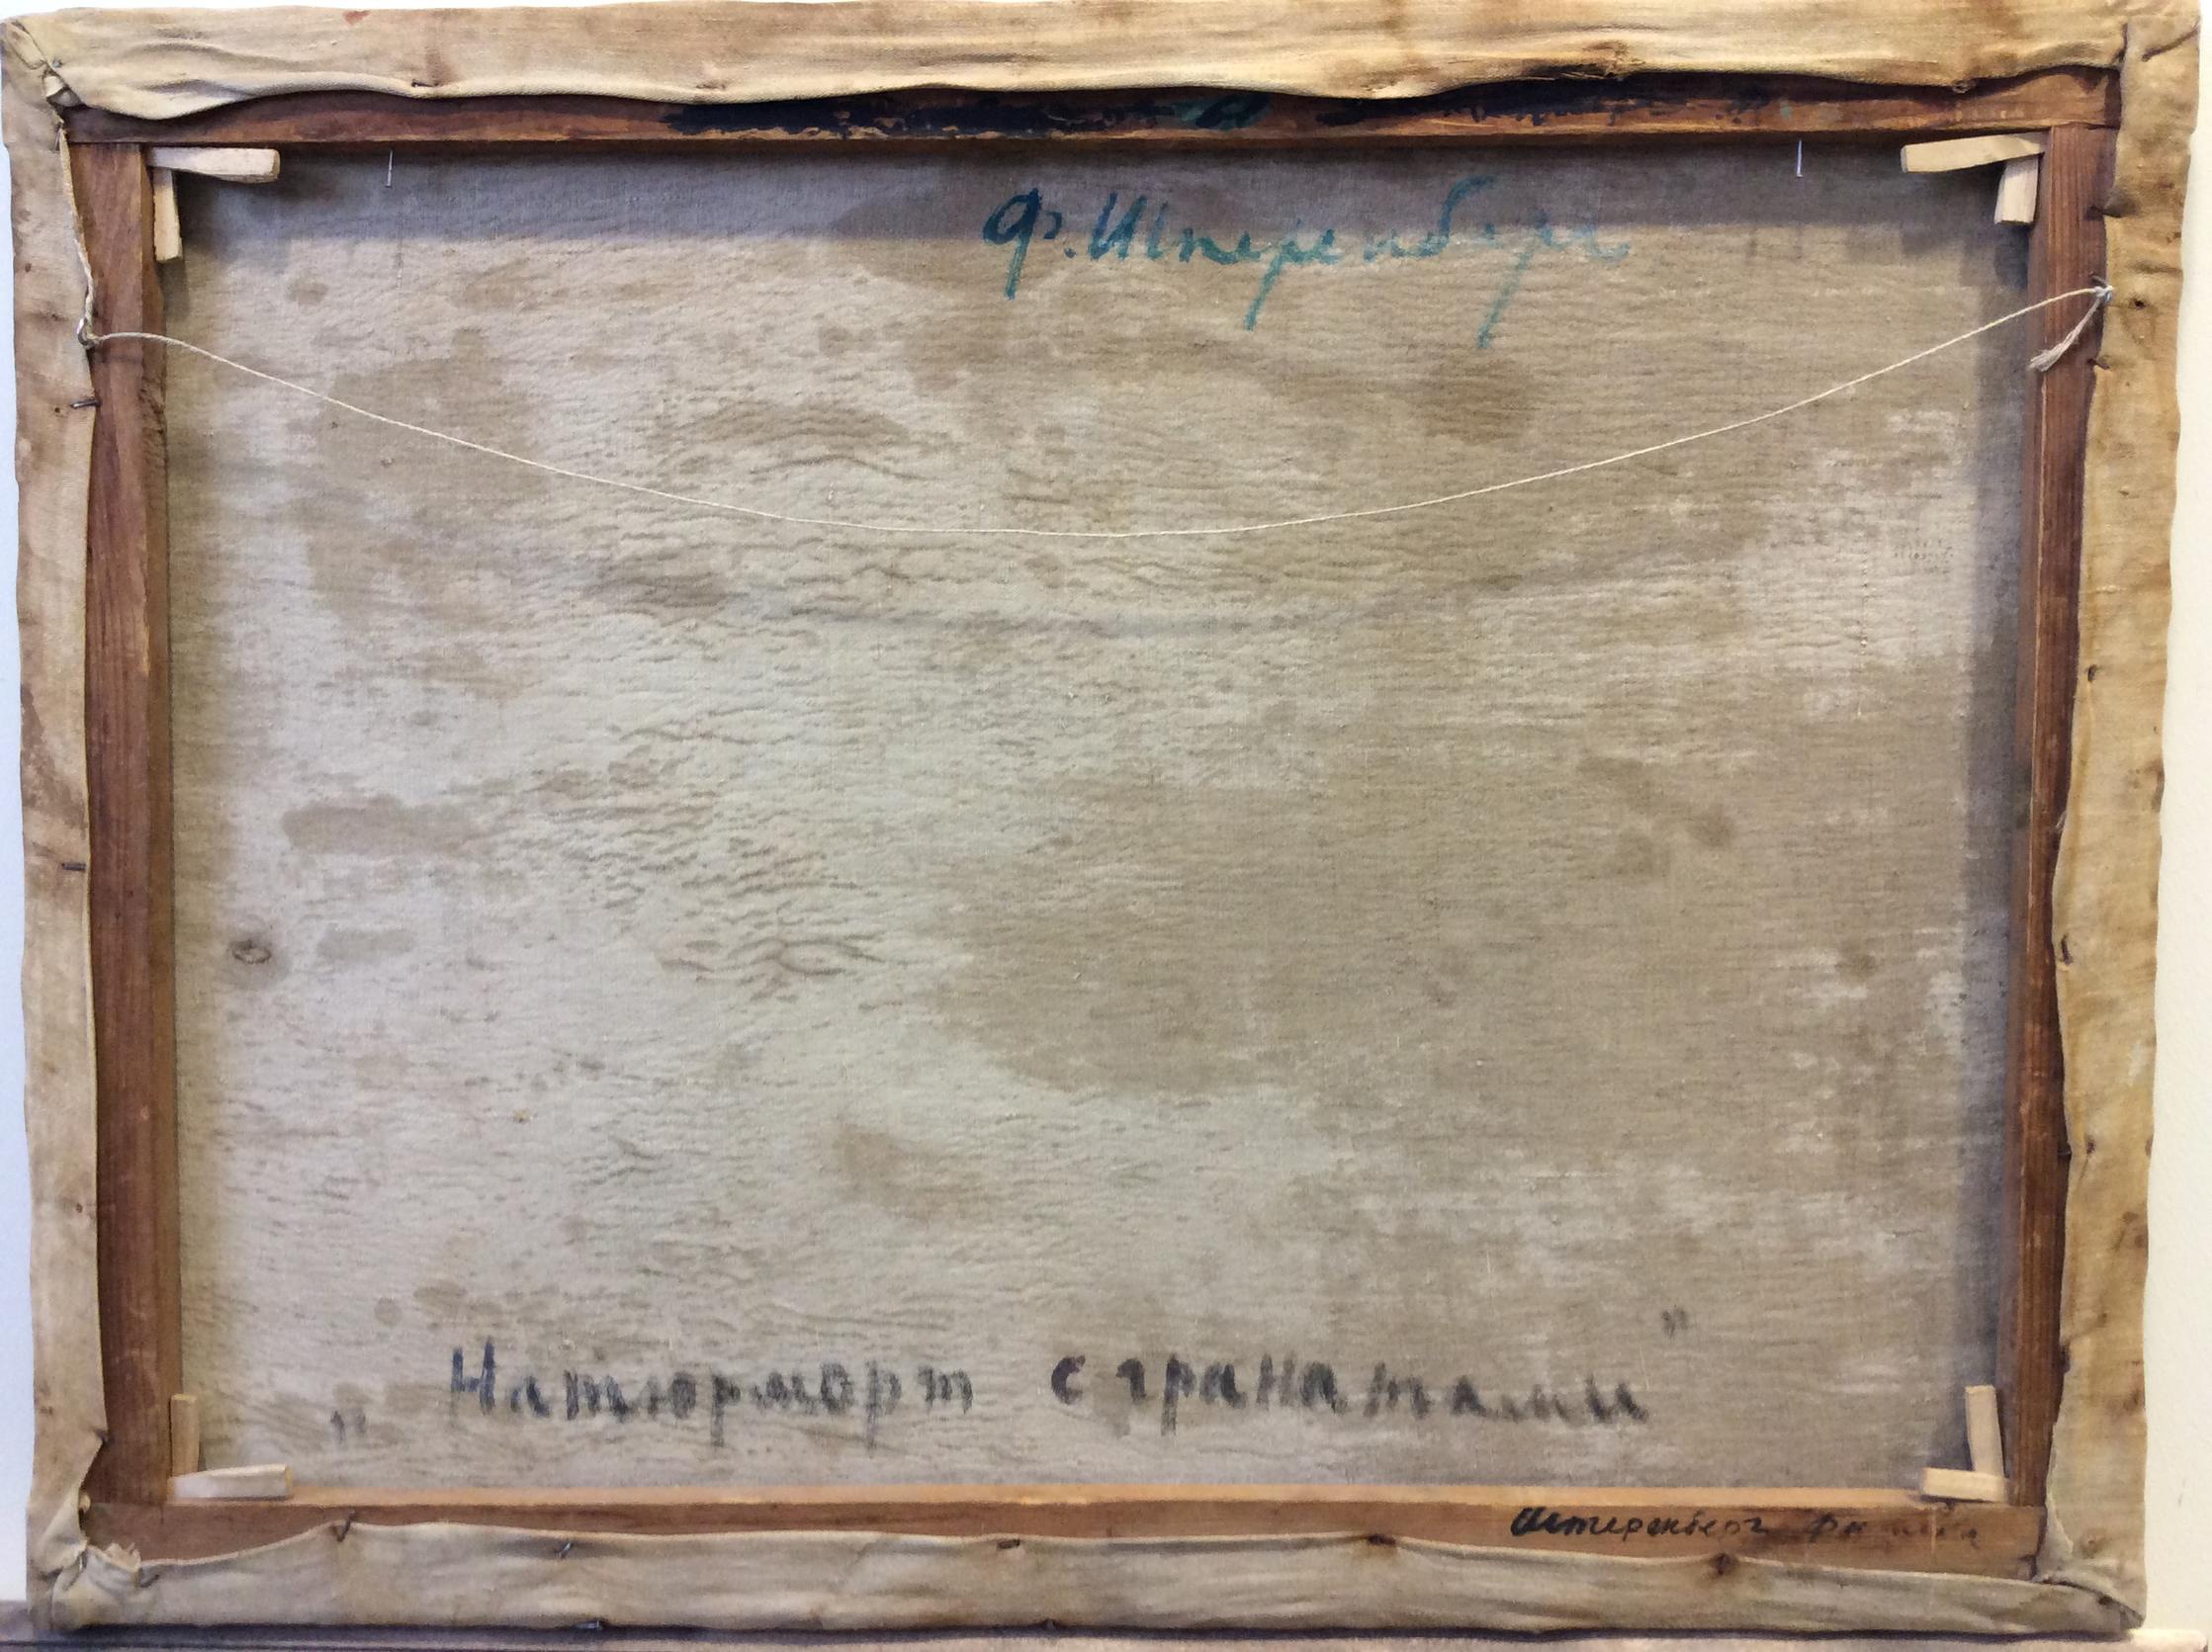 Ф. Штеренберг
„Натюрморт с гранатами"
Штеренберг